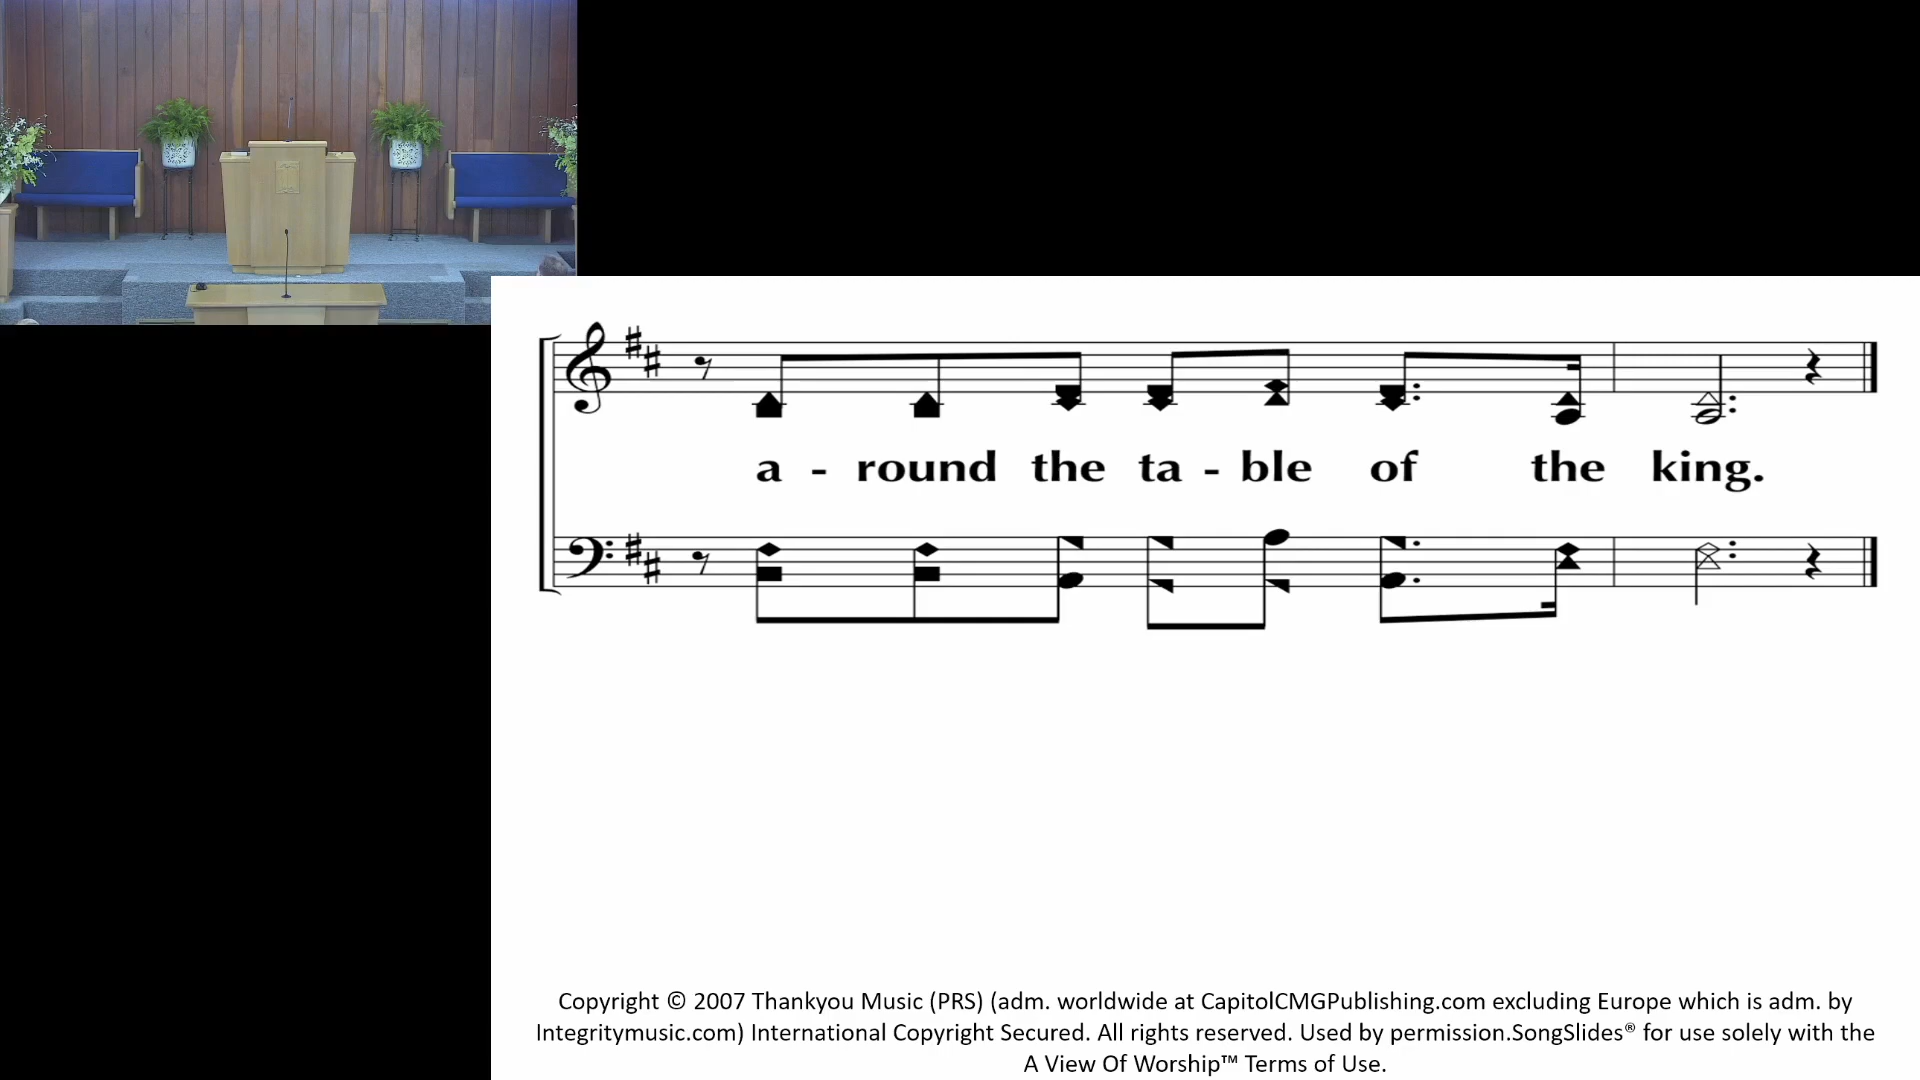 a - round the ta - ble of the king.
Copyright © 2007 Thankyou Music (PRS) (adm. worldwide at CapitolCMGPublishing.com excluding Europe which is adm. by
Integritymusic.com) International Copyright Secured. All rights reserved. Used by permission.SongSlides® for use solely with the
A View Of Worship™ Terms of Use.